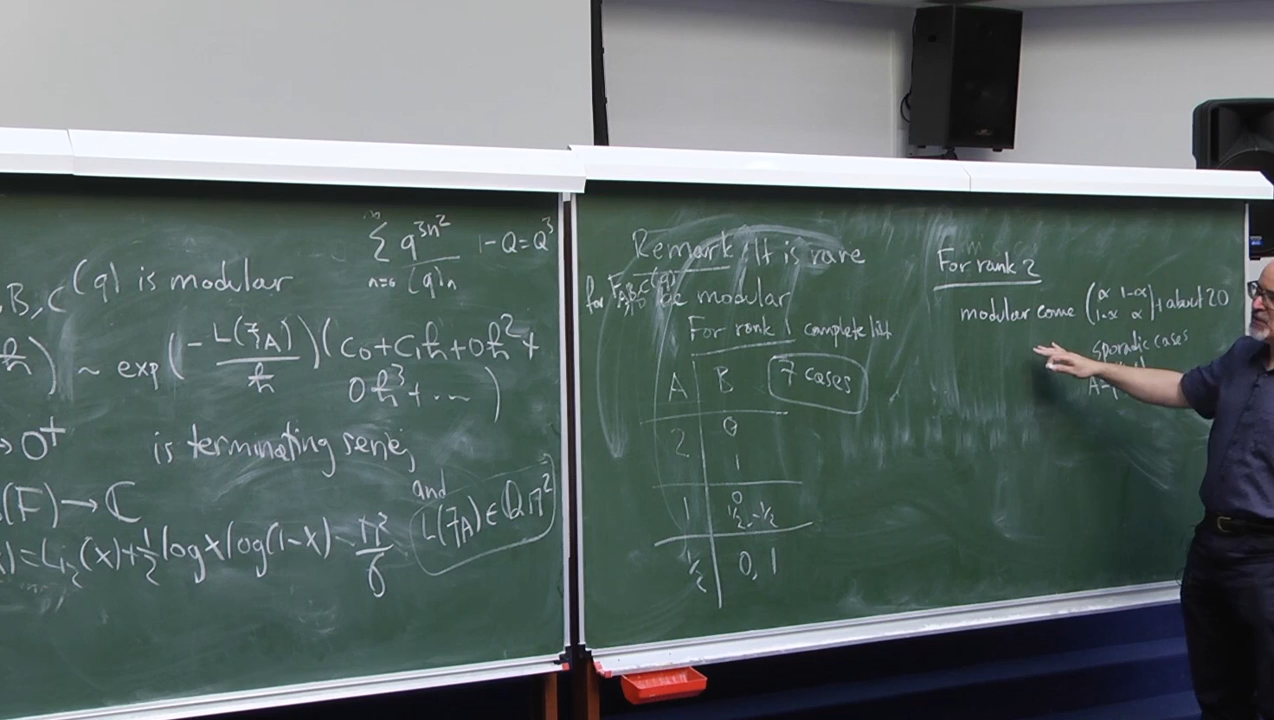 ∑_{n=0}^{∞} q^{3n²}/(q)_n   1-Q=Q³
,B,C (q) is modular
ℏ) ~ exp(-L(ξ_A)/ℏ)(C₀+C₁ℏ+0ℏ²+
0ℏ³+...)
→0⁺ is terminating series
and
(F)→ℂ L(ξ_A)∈ℚπ²
)=Li₂(x)+½log x log(1-x)-π²/6
Remark: It is rare
for F_{A,B,C}(q) be modular
For rank 1 complete list
A B 7 cases
2 0
1
1 0
1/2, -1/2
1/2 0, 1
For rank 2
modular come (α 1-α
1-α α) + about 20
sporadic cases